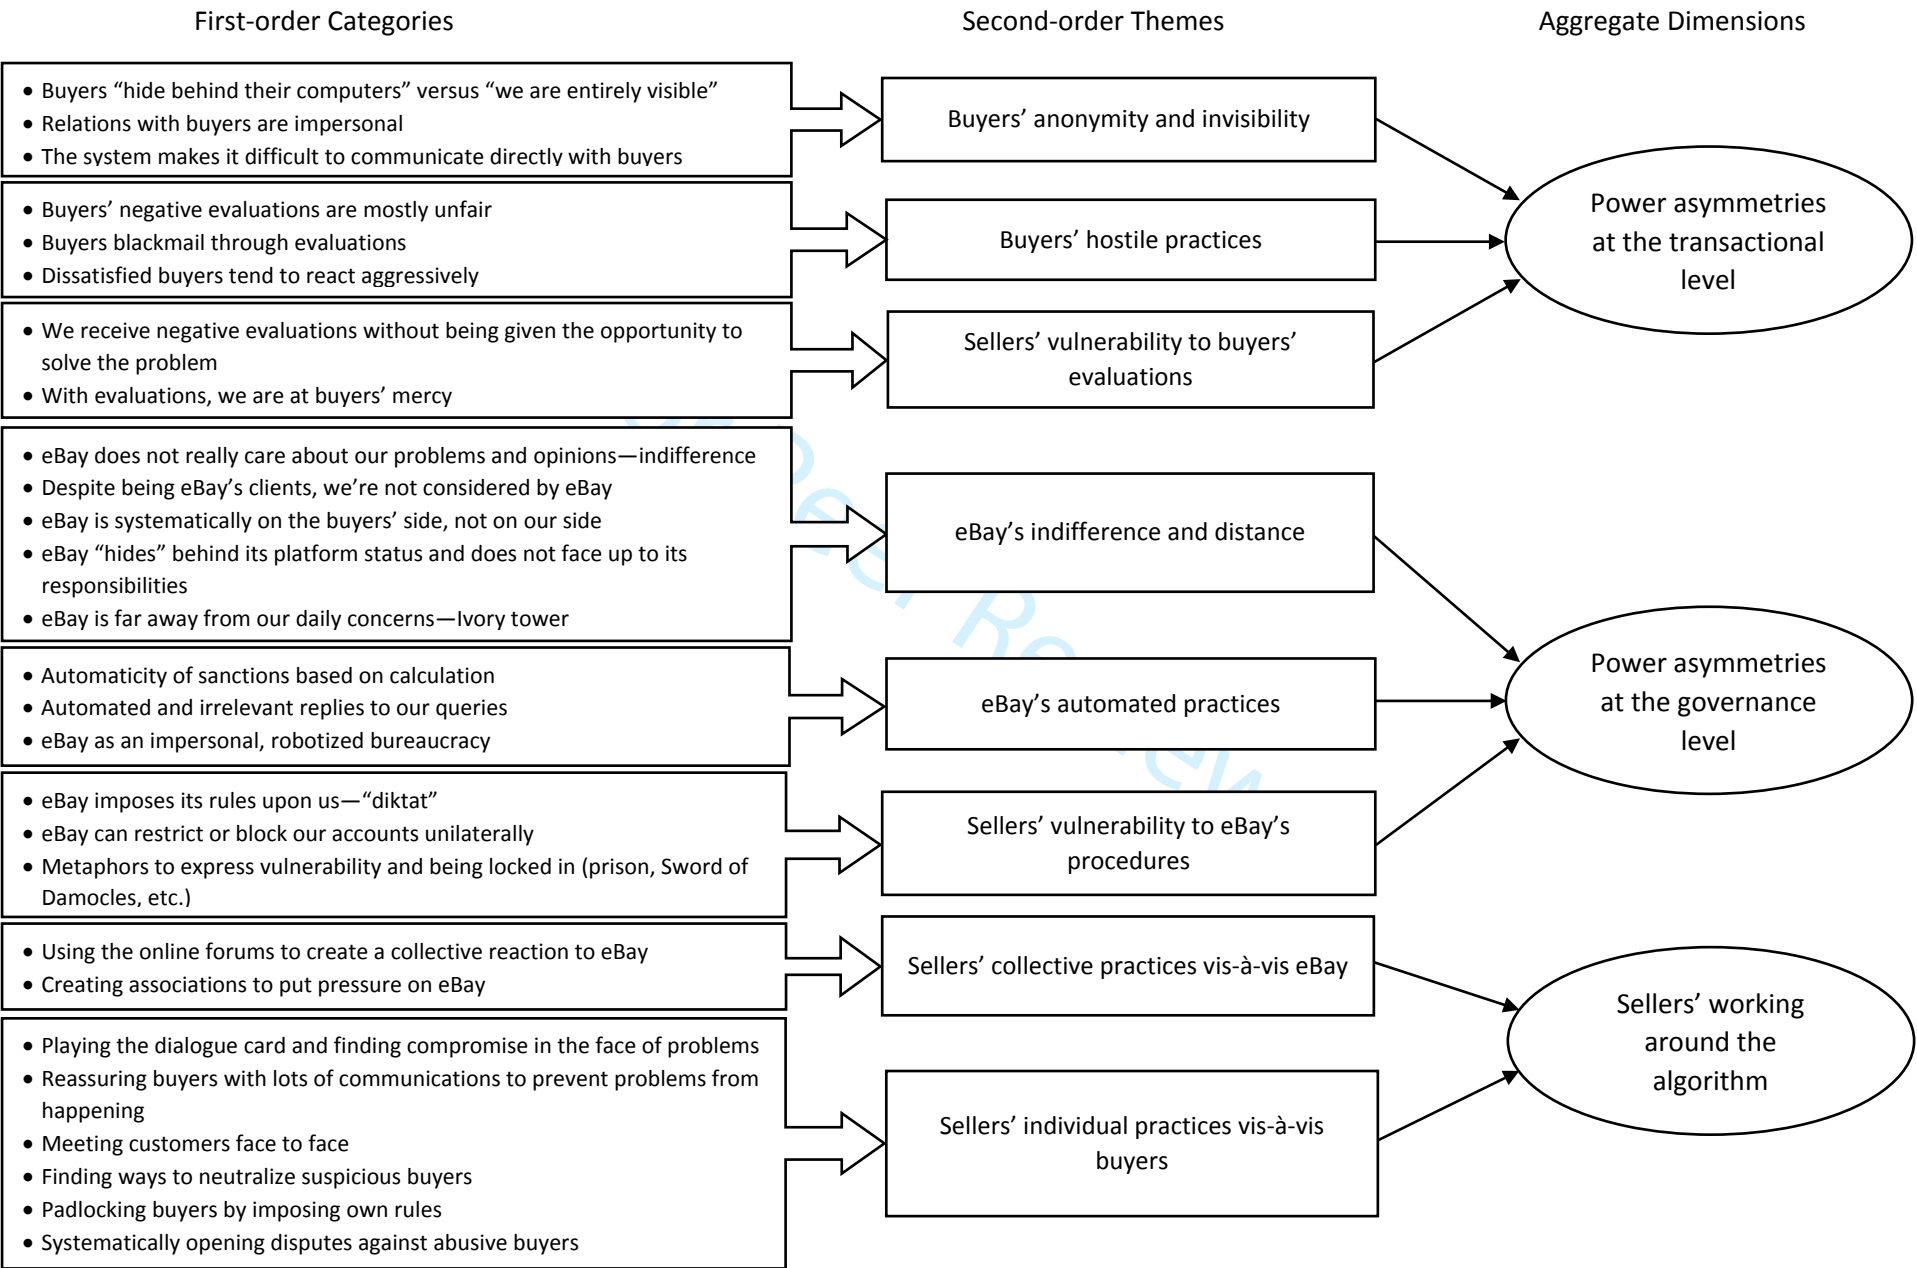 First-order Categories
Second-order Themes
Aggregate Dimensions
• Buyers “hide behind their computers” versus “we are entirely visible”
• Relations with buyers are impersonal
• The system makes it difficult to communicate directly with buyers
Buyers’ anonymity and invisibility
• Buyers’ negative evaluations are mostly unfair
• Buyers blackmail through evaluations
• Dissatisfied buyers tend to react aggressively
Buyers’ hostile practices
• We receive negative evaluations without being given the opportunity to
solve the problem
• With evaluations, we are at buyers’ mercy
Sellers’ vulnerability to buyers’
evaluations
Power asymmetries
at the transactional
level
• eBay does not really care about our problems and opinions—indifference
• Despite being eBay’s clients, we’re not considered by eBay
• eBay is systematically on the buyers’ side, not on our side
• eBay “hides” behind its platform status and does not face up to its
responsibilities
• eBay is far away from our daily concerns—Ivory tower
eBay’s indifference and distance
• Automaticity of sanctions based on calculation
• Automated and irrelevant replies to our queries
• eBay as an impersonal, robotized bureaucracy
eBay’s automated practices
• eBay imposes its rules upon us—“diktat”
• eBay can restrict or block our accounts unilaterally
• Metaphors to express vulnerability and being locked in (prison, Sword of
Damocles, etc.)
Sellers’ vulnerability to eBay’s
procedures
Power asymmetries
at the governance
level
• Using the online forums to create a collective reaction to eBay
• Creating associations to put pressure on eBay
Sellers’ collective practices vis-à-vis eBay
• Playing the dialogue card and finding compromise in the face of problems
• Reassuring buyers with lots of communications to prevent problems from
happening
• Meeting customers face to face
• Finding ways to neutralize suspicious buyers
• Padlocking buyers by imposing own rules
• Systematically opening disputes against abusive buyers
Sellers’ individual practices vis-à-vis
buyers
Sellers’ working
around the
algorithm